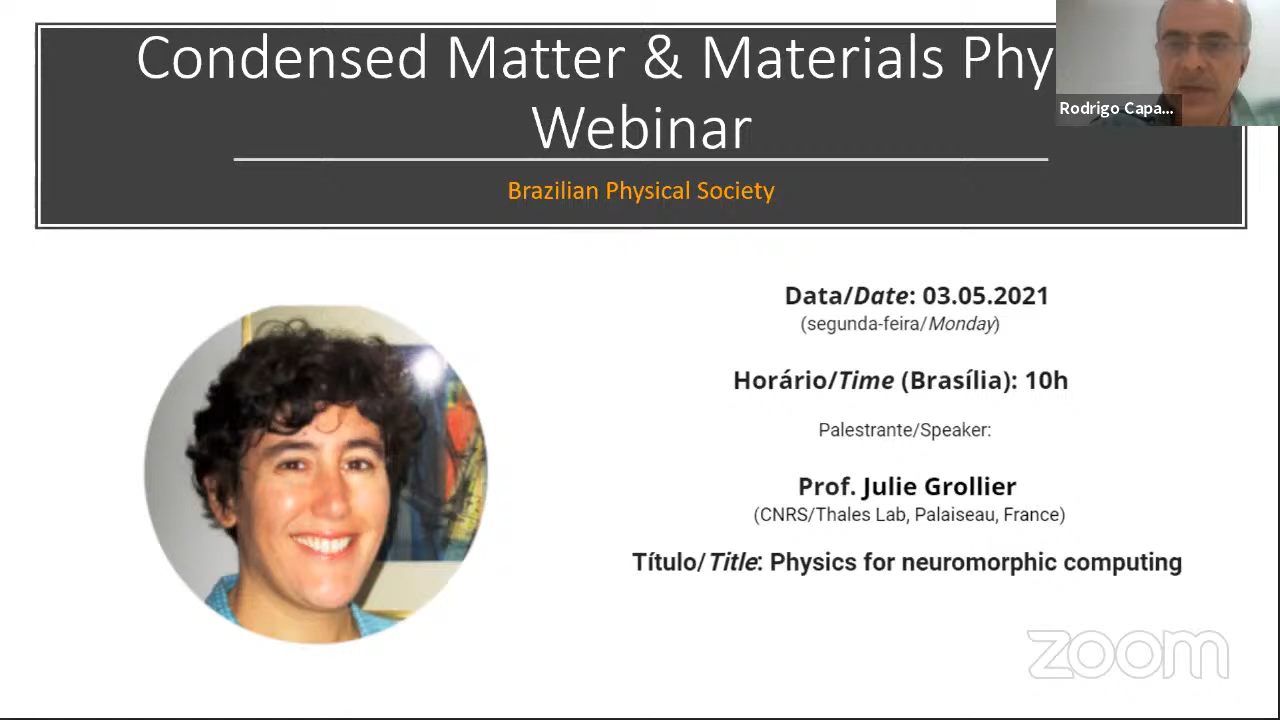 Condensed Matter & Materials Phy
Webinar
Brazilian Physical Society
Rodrigo Capa...
Data/Date: 03.05.2021
(segunda-feira/Monday)
Horário/Time (Brasília): 10h
Palestrante/Speaker:
Prof. Julie Grollier
(CNRS/Thales Lab, Palaiseau, France)
Título/Title: Physics for neuromorphic computing
zoom